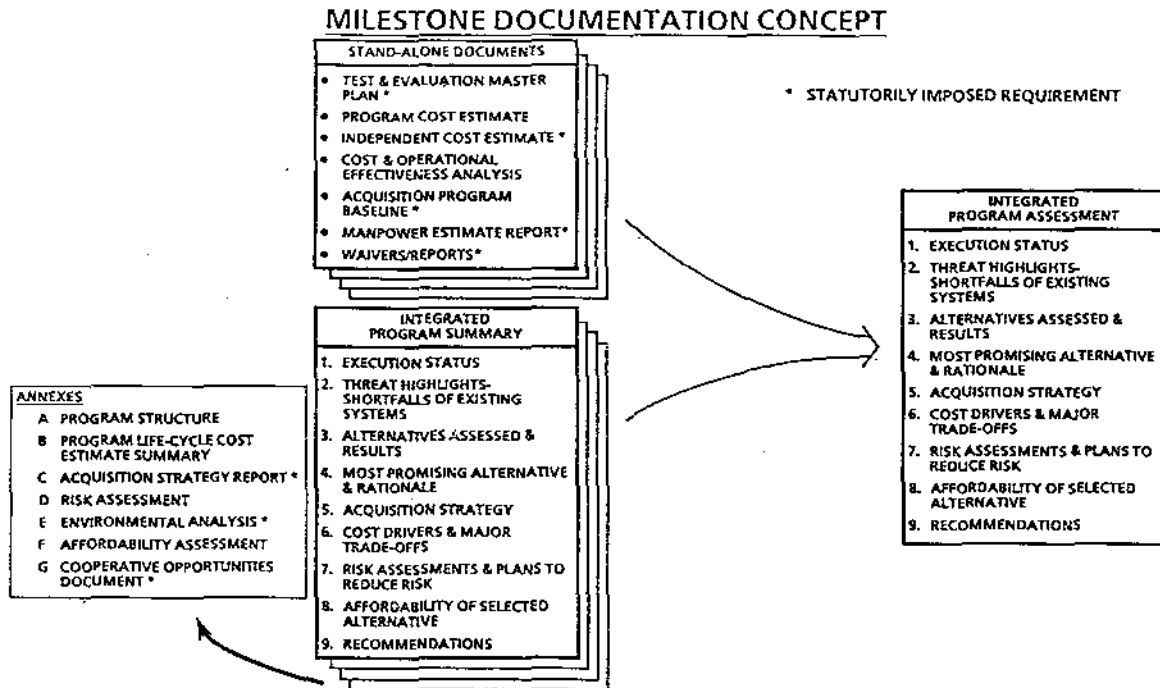 MILESTONE DOCUMENTATION CONCEPT
STAND-ALONE DOCUMENTS
• TEST & EVALUATION MASTER
PLAN *
• PROGRAM COST ESTIMATE
• INDEPENDENT COST ESTIMATE *
• COST & OPERATIONAL
EFFECTIVENESS ANALYSIS
• ACQUISITION PROGRAM
BASELINE *
• MANPOWER ESTIMATE REPORT*
• WAIVERS/REPORTS*
* STATUTORILY IMPOSED REQUIREMENT
INTEGRATED
PROGRAM SUMMARY
1. EXECUTION STATUS
2. THREAT HIGHLIGHTS-
SHORTFALLS OF EXISTING
SYSTEMS
3. ALTERNATIVES ASSESSED &
RESULTS
4. MOST PROMISING ALTERNATIVE
& RATIONALE
5. ACQUISITION STRATEGY
6. COST DRIVERS & MAJOR
TRADE-OFFS
7. RISK ASSESSMENTS & PLANS TO
REDUCE RISK
8. AFFORDABILITY OF SELECTED
ALTERNATIVE
9. RECOMMENDATIONS
ANNEXES
A PROGRAM STRUCTURE
B PROGRAM LIFE-CYCLE COST
ESTIMATE SUMMARY
C ACQUISITION STRATEGY REPORT *
D RISK ASSESSMENT
E ENVIRONMENTAL ANALYSIS *
F AFFORDABILITY ASSESSMENT
G COOPERATIVE OPPORTUNITIES
DOCUMENT *
INTEGRATED
PROGRAM ASSESSMENT
1. EXECUTION STATUS
2. THREAT HIGHLIGHTS-
SHORTFALLS OF EXISTING
SYSTEMS
3. ALTERNATIVES ASSESSED &
RESULTS
4. MOST PROMISING ALTERNATIVE
& RATIONALE
5. ACQUISITION STRATEGY
6. COST DRIVERS & MAJOR
TRADE-OFFS
7. RISK ASSESSMENTS & PLANS TO
REDUCE RISK
8. AFFORDABILITY OF SELECTED
ALTERNATIVE
9. RECOMMENDATIONS